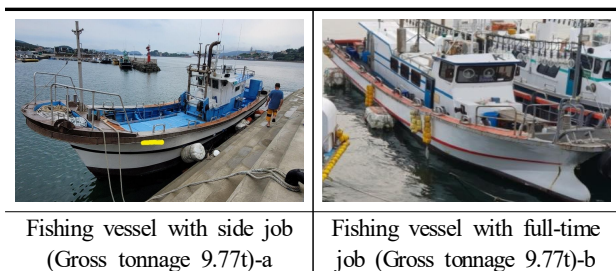 Fishing vessel with side job
(Gross tonnage 9.77t)-a
Fishing vessel with full-time
job (Gross tonnage 9.77t)-b